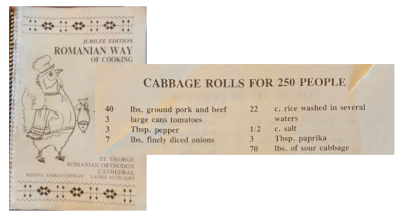 JUBILEE EDITION
ROMANIAN WAY
OF COOKING
ST. GEORGE
ROMANIAN ORTHODOX
CATHEDRAL
REGINA, SASKATCHEWAN LADIES AUXILIARY
CABBAGE ROLLS FOR 250 PEOPLE
40 lbs. ground pork and beef
3 large cans tomatoes
3 Tbsp. pepper
7 lbs. finely diced onions
22 c. rice washed in several
waters
1/2 c. salt
3 Tbsp. paprika
70 lbs. of sour cabbage